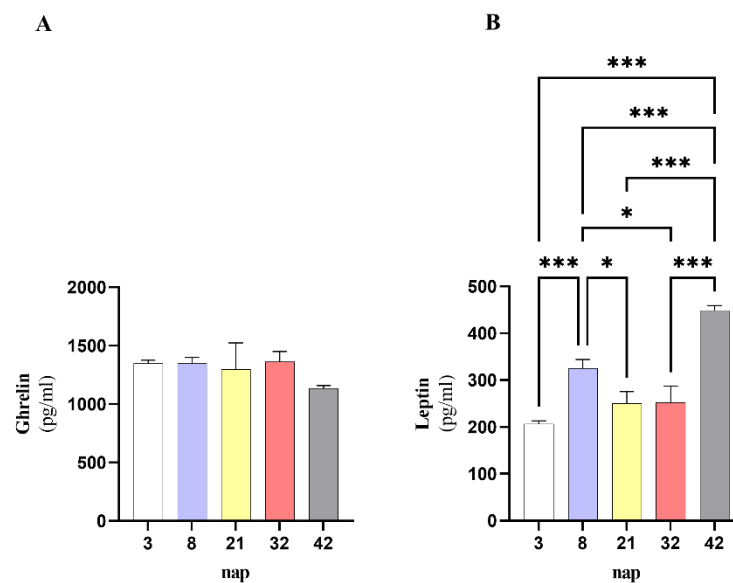 A
B
***
***
***
*
*** * ***
Ghrelin
(pg/ml)
2000
1500
1000
500
0
3 8 21 32 42
nap
Leptin
(pg/ml)
500
400
300
200
100
0
3 8 21 32 42
nap